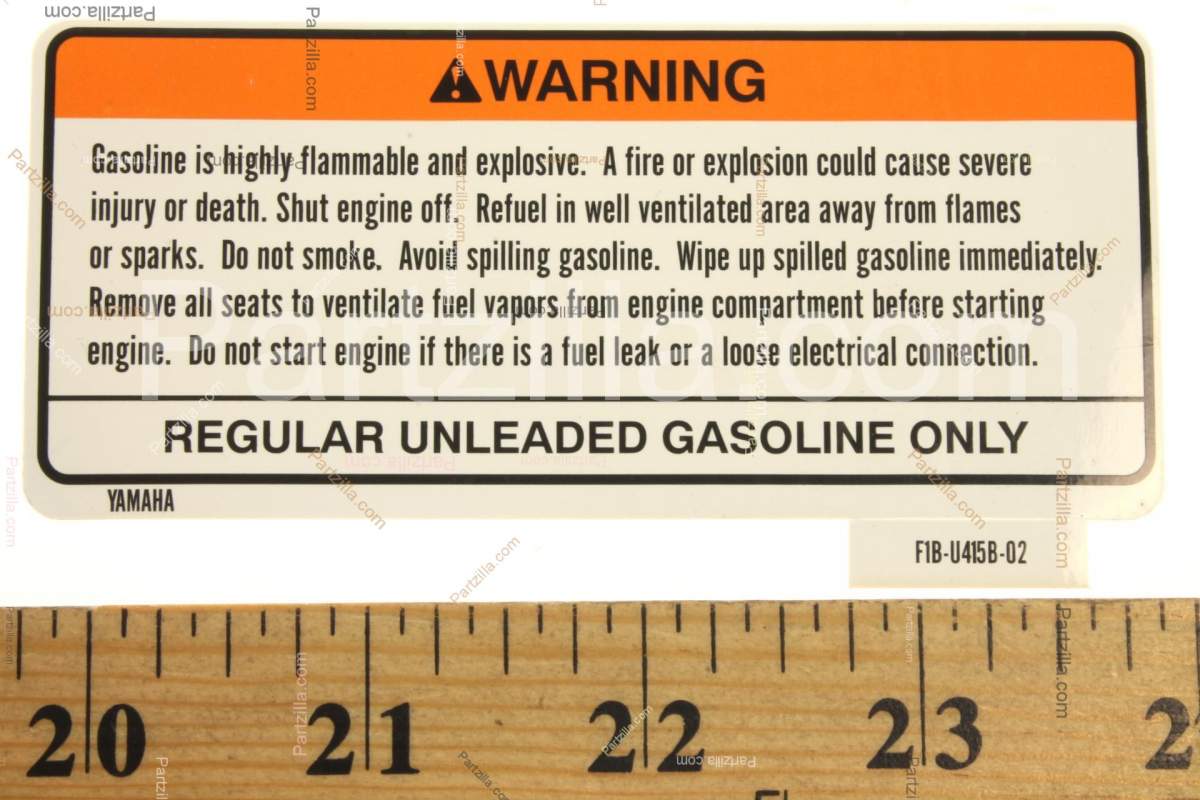 WARNING
Gasoline is highly flammable and explosive. A fire or explosion could cause severe
injury or death. Shut engine off. Refuel in well ventilated area away from flames
or sparks. Do not smoke. Avoid spilling gasoline. Wipe up spilled gasoline immediately.
Remove all seats to ventilate fuel vapors from engine compartment before starting
engine. Do not start engine if there is a fuel leak or a loose electrical connection.
REGULAR UNLEADED GASOLINE ONLY
YAMAHA
F1B-U415B-02
Partzilla.com
20 21 22 23 2